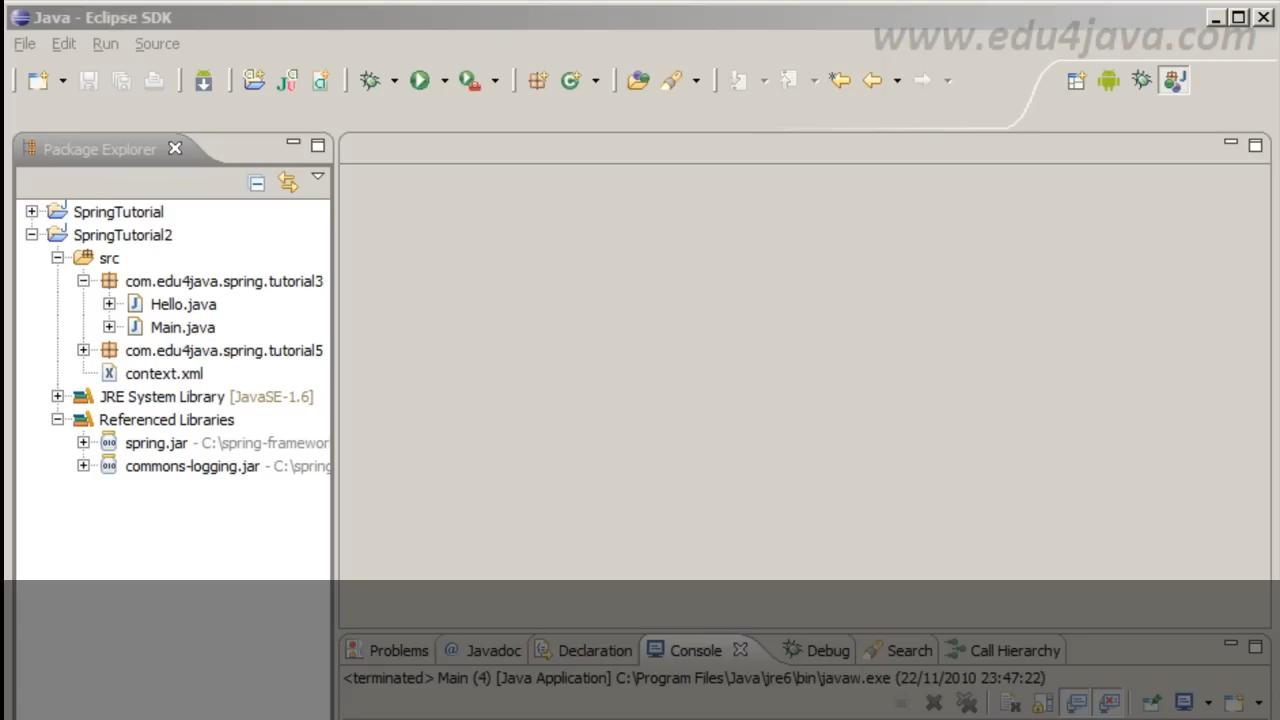 Java - Eclipse SDK
www.edu4java.com
File Edit Run Source
Package Explorer
SpringTutorial
SpringTutorial2
src
com.edu4java.spring.tutorial3
Hello.java
Main.java
com.edu4java.spring.tutorial5
context.xml
JRE System Library [JavaSE-1.6]
Referenced Libraries
spring.jar - C:\spring-framewor
commons-logging.jar - C:\spring
Problems @ Javadoc Declaration Console Debug Search Call Hierarchy
<terminated> Main (4) [Java Application] C:\Program Files\Java\jre6\bin\javaw.exe (22/11/2010 23:47:22)